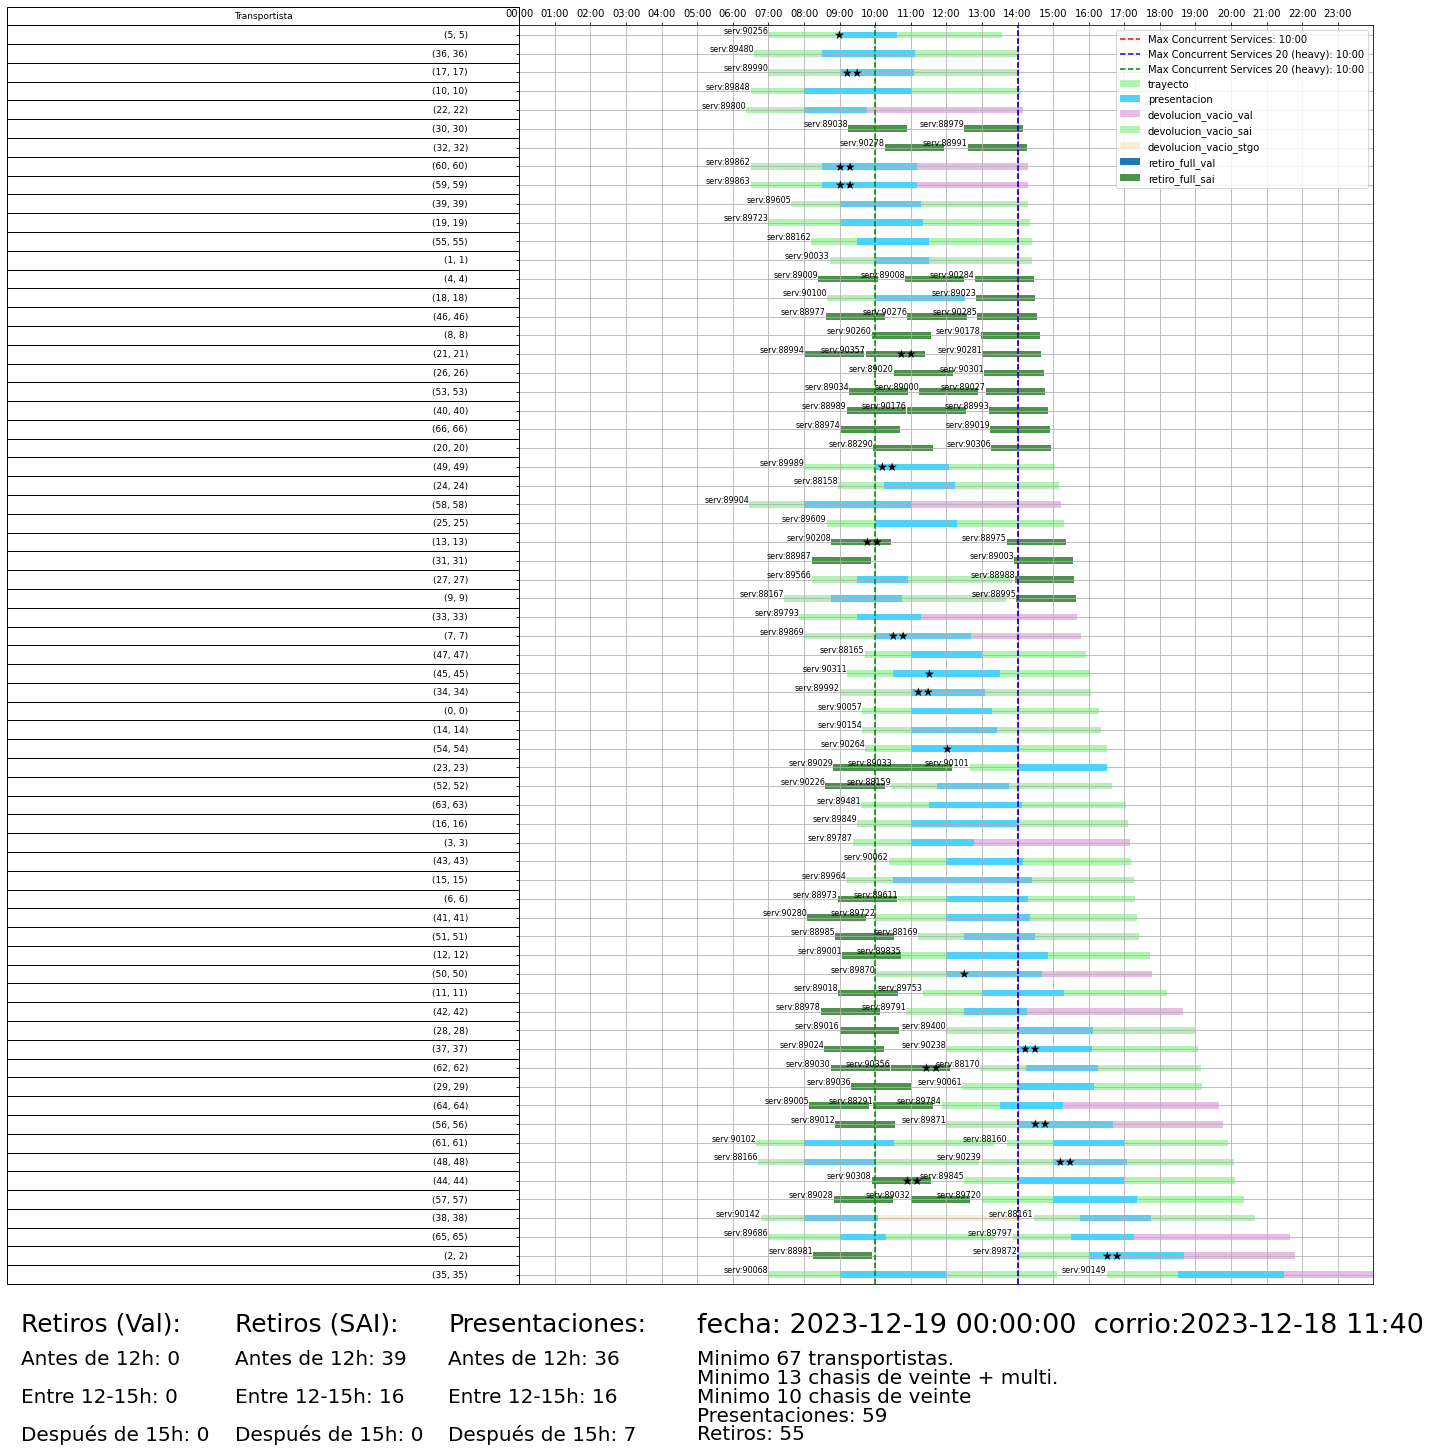 Transportista 00:00 01:00 02:00 03:00 04:00 05:00 06:00 07:00 08:00 09:00 10:00 11:00 12:00 13:00 14:00 15:00 16:00 17:00 18:00 19:00 20:00 21:00 22:00 23:00
(5, 5) serv:90256
(36, 36) serv:89480
(17, 17) serv:89990
(10, 10) serv:89848
(22, 22) serv:89800
(30, 30) serv:89038 serv:88979
(32, 32) serv:90278 serv:88991
(60, 60) serv:89862
(59, 59) serv:89863
(39, 39) serv:89605
(19, 19) serv:89723
(55, 55) serv:88162
(1, 1) serv:90033
(4, 4) serv:89009 serv:89008 serv:90284
(18, 18) serv:90100 serv:89023
(46, 46) serv:88977 serv:90276 serv:90285
(8, 8) serv:90260 serv:90178
(21, 21) serv:88994 serv:90357 serv:90281
(26, 26) serv:89020 serv:90301
(53, 53) serv:89034 serv:89000 serv:89027
(40, 40) serv:88989 serv:90176 serv:88993
(66, 66) serv:88974 serv:89019
(20, 20) serv:88290 serv:90306
(49, 49) serv:89989
(24, 24) serv:88158
(58, 58) serv:89904
(25, 25) serv:89609
(13, 13) serv:90208 serv:88975
(31, 31) serv:88987 serv:89003
(27, 27) serv:89566 serv:88988
(9, 9) serv:88167 serv:88995
(33, 33) serv:89793
(7, 7) serv:89869
(47, 47) serv:88165
(45, 45) serv:90311
(34, 34) serv:89992
(0, 0) serv:90057
(14, 14) serv:90154
(54, 54) serv:90264
(23, 23) serv:89029 serv:89033 serv:90101
(52, 52) serv:90226 serv:88159
(63, 63) serv:89481
(16, 16) serv:89849
(3, 3) serv:89787
(43, 43) serv:90062
(15, 15) serv:89964
(6, 6) serv:88973 serv:89611
(41, 41) serv:90280 serv:89722
(51, 51) serv:88985 serv:88169
(12, 12) serv:89001 serv:89835
(50, 50) serv:89870
(11, 11) serv:89018 serv:89753
(42, 42) serv:88978 serv:89791
(28, 28) serv:89016 serv:89400
(37, 37) serv:89024 serv:90238
(62, 62) serv:89030 serv:90356 serv:88170
(29, 29) serv:89036 serv:90061
(64, 64) serv:89005 serv:88291 serv:89784
(56, 56) serv:89012 serv:89871
(61, 61) serv:90102 serv:88160
(48, 48) serv:88166 serv:90239
(44, 44) serv:90308 serv:89845
(57, 57) serv:89028 serv:89032 serv:89720
(38, 38) serv:90142 serv:88161
(65, 65) serv:89686 serv:89797
(2, 2) serv:88981 serv:89872
(35, 35) serv:90068 serv:90149
Max Concurrent Services: 10:00
Max Concurrent Services 20 (heavy): 10:00
Max Concurrent Services 20 (heavy): 10:00
trayecto
presentacion
devolucion_vacio_val
devolucion_vacio_sai
devolucion_vacio_stgo
retiro_full_val
retiro_full_sai
Retiros (Val):
Antes de 12h: 0
Entre 12-15h: 0
Después de 15h: 0
Retiros (SAI):
Antes de 12h: 39
Entre 12-15h: 16
Después de 15h: 0
Presentaciones:
Antes de 12h: 36
Entre 12-15h: 16
Después de 15h: 7
fecha: 2023-12-19 00:00:00 corrio:2023-12-18 11:40
Minimo 67 transportistas.
Minimo 13 chasis de veinte + multi.
Minimo 10 chasis de veinte
Presentaciones: 59
Retiros: 55